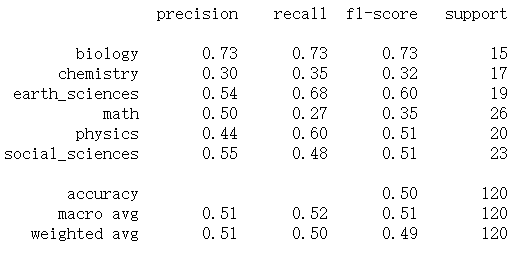 precision recall f1-score support
biology 0.73 0.73 0.73 15
chemistry 0.30 0.35 0.32 17
earth_sciences 0.54 0.68 0.60 19
math 0.50 0.27 0.35 26
physics 0.44 0.60 0.51 20
social_sciences 0.55 0.48 0.51 23
accuracy 0.50 120
macro avg 0.51 0.52 0.51 120
weighted avg 0.51 0.50 0.49 120